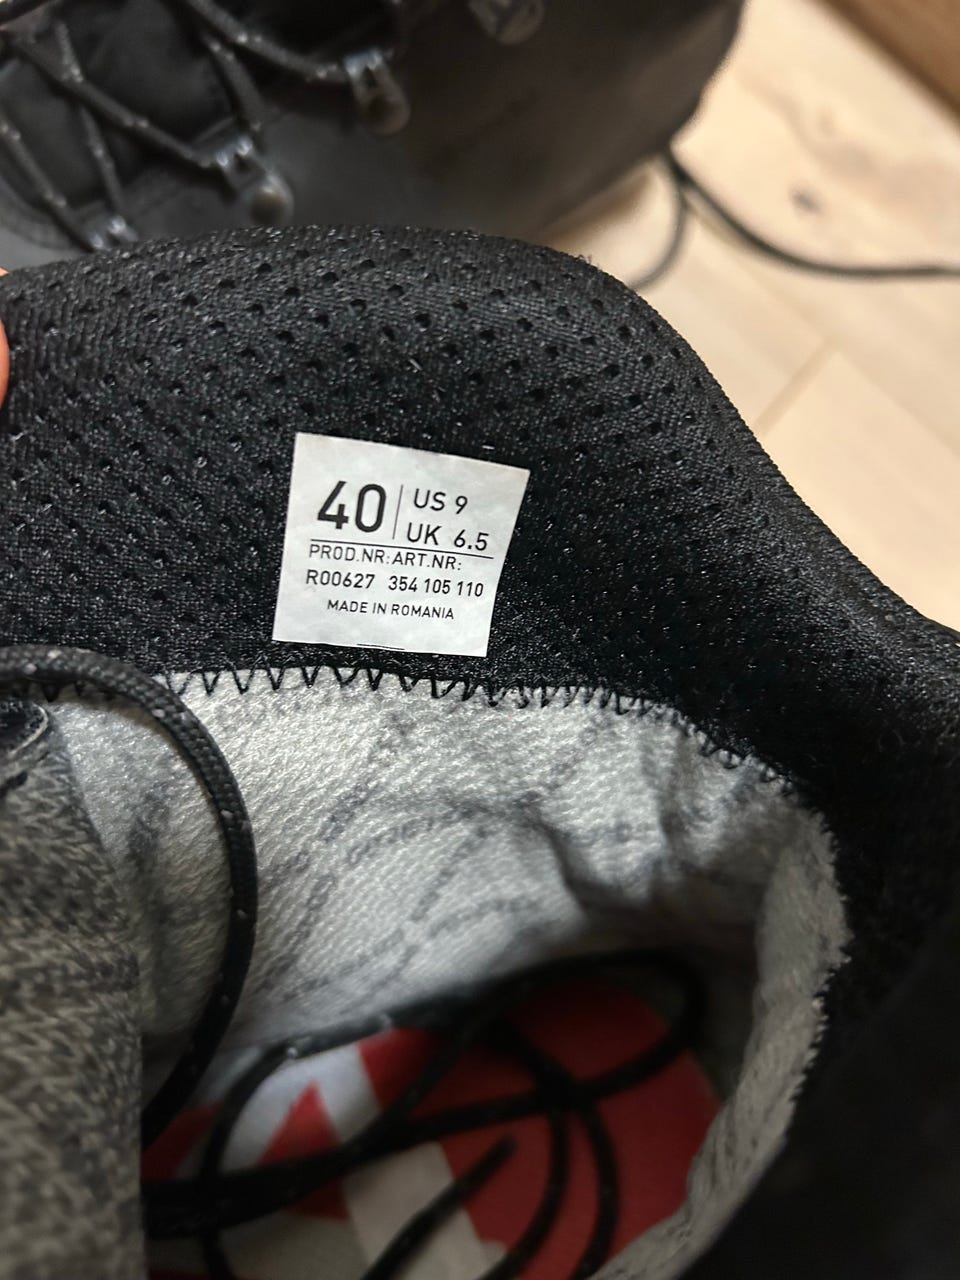 40 US 9
UK 6.5
PROD.NR: ART.NR:
R00627 354 105 110
MADE IN ROMANIA